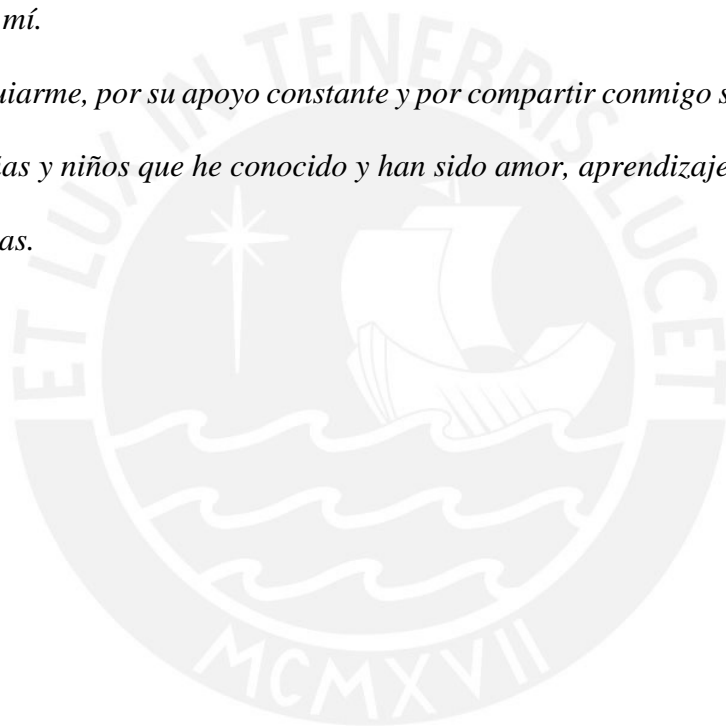 mí.
uiarme, por su apoyo constante y por compartir conmigo s
as y niños que he conocido y han sido amor, aprendizaje
as.
ET LUX IN TENEBRIS LUCET
MCMXVII